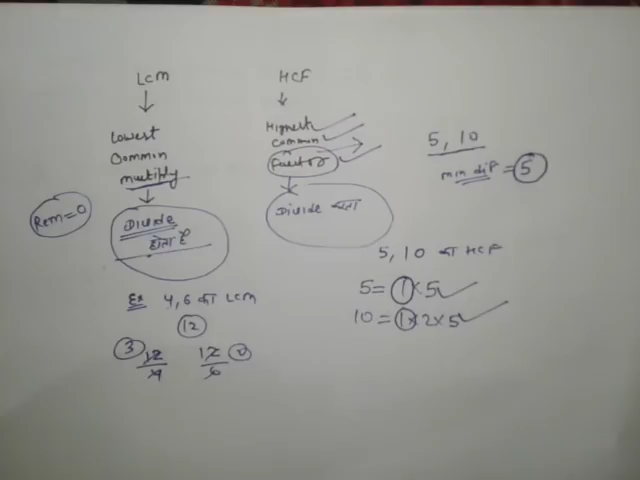 LCM
Lowest
Common
multiply
Rem=0
Divide
होता है
Ex 4, 6 का LCM
12
3 12/4 12/6 2
HCF
Highest
common
Factor
Divide करना
5, 10
min dif = 5
5, 10 का HCF
5 = 1 × 5
10 = 1 × 2 × 5